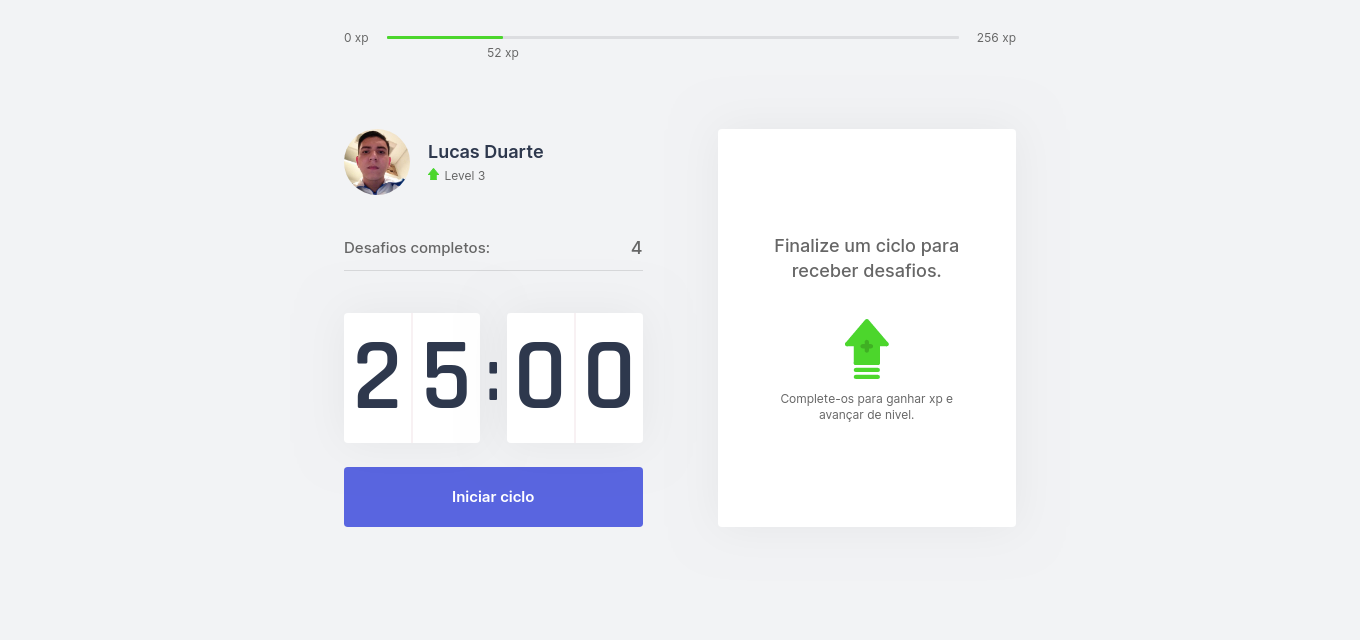 0 xp
256 xp
52 xp
Lucas Duarte
Level 3
Desafios completos:
4
25:00
Iniciar ciclo
Finalize um ciclo para
receber desafios.
Complete-os para ganhar xp e
avançar de nivel.